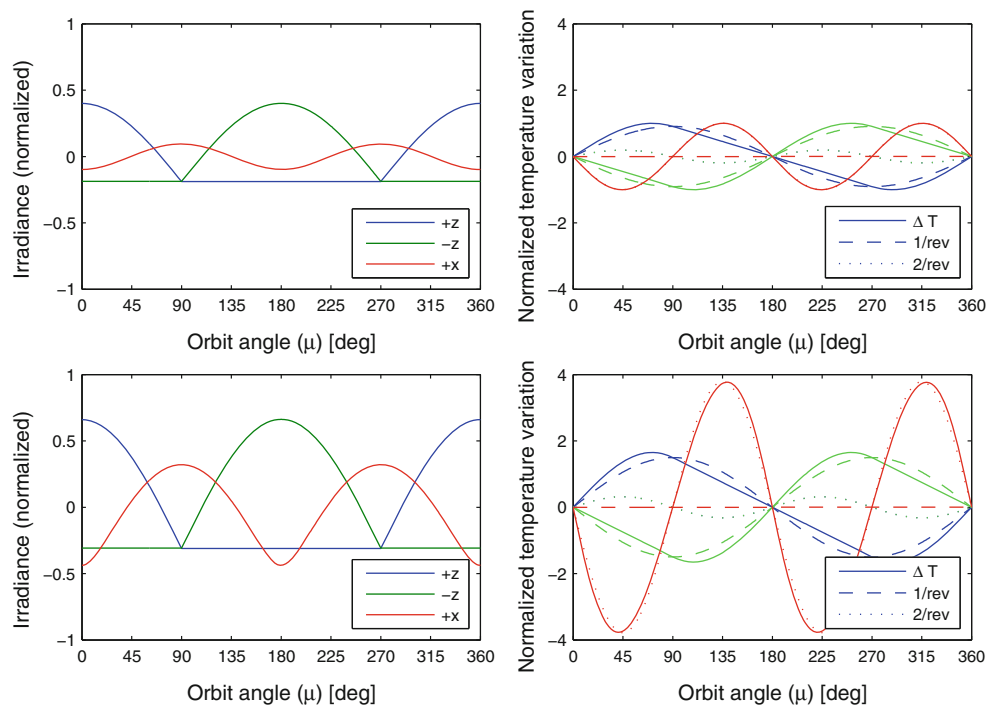 Irradiance (normalized)
1
0.5
0
−0.5
−1
0 45 90 135 180 225 270 315 360
Orbit angle (μ) [deg]
+z
−z
+x
Normalized temperature variation
4
2
0
−2
−4
0 45 90 135 180 225 270 315 360
Orbit angle (μ) [deg]
Δ T
1/rev
2/rev
Irradiance (normalized)
1
0.5
0
−0.5
−1
0 45 90 135 180 225 270 315 360
Orbit angle (μ) [deg]
+z
−z
+x
Normalized temperature variation
4
2
0
−2
−4
0 45 90 135 180 225 270 315 360
Orbit angle (μ) [deg]
Δ T
1/rev
2/rev